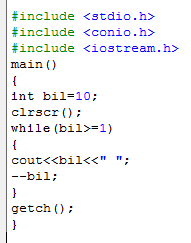 #include <stdio.h>
#include <conio.h>
#include <iostream.h>
main()
{
int bil=10;
clrscr();
while(bil>=1)
{
cout<<bil<<" ";
--bil;
}
getch();
}